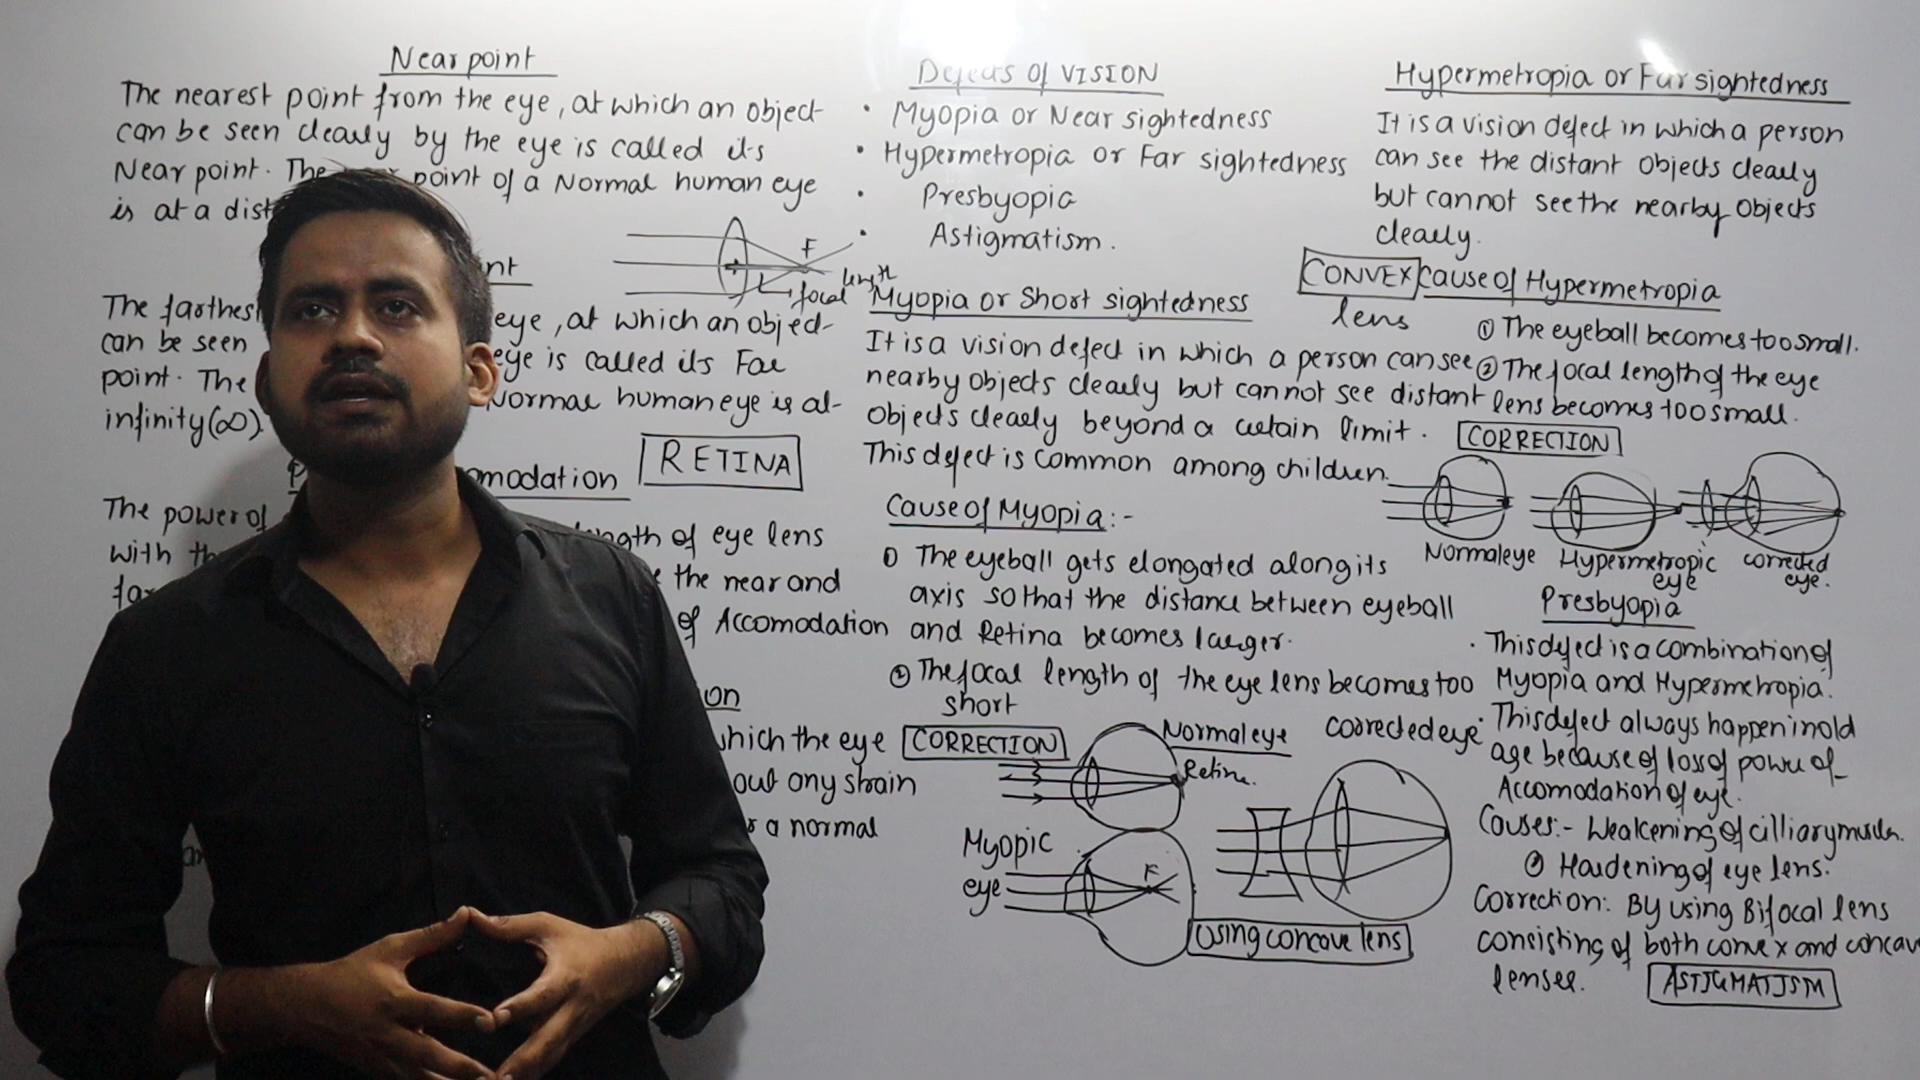 Near point
The nearest point from the eye, at which an object
can be seen clearly by the eye is called its
Near point. The point of a Normal human eye
is at a dist
F
focal length
nt
The farthest eye, at which an object
can be seen eye is called its Far
point. The Normal human eye is at
infinity (∞).
RETINA
modation
The power of length of eye lens
with the near and
of Accomodation
on
which the eye
out any strain
a normal
Defects Of VISION
• Myopia or Near sightedness
• Hypermetropia or Far sightedness
• Presbyopia
• Astigmatism.
Myopia or Short sightedness
It is a vision defect in which a person can see
nearby objects clearly but cannot see distant
objects clearly beyond a certain limit.
This defect is common among children.
Cause of Myopia:-
① The eyeball gets elongated along its
axis so that the distance between eyeball
and Retina becomes larger.
② The focal length of the eye lens becomes too
short
CORRECTION
Normal eye
Retina
Corrected eye
Myopic
eye
F
Using concave lens
Hypermetropia or Far sightedness
It is a vision defect in which a person
can see the distant objects clearly
but cannot see the nearby objects
clearly.
CONVEX
lens
Cause of Hypermetropia
① The eyeball becomes too small.
② The focal length of the eye
lens becomes too small.
CORRECTION
Normal eye
Hypermetropic
eye
corrected
eye.
Presbyopia
• This defect is a combination of
Myopia and Hypermetropia.
• This defect always happen in old
age because of loss of power of
Accomodation of eye.
Causes:- Weakening of cilliary muscles.
② Hardening of eye lens.
Correction: By using Bifocal lens
consisting of both convex and concave
lenses.
ASTIGMATISM